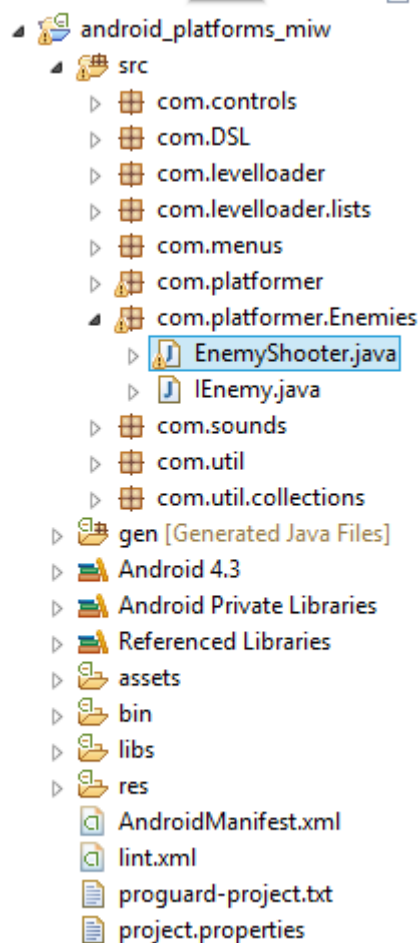 android_platforms_miw
src
com.controls
com.DSL
com.levelloader
com.levelloader.lists
com.menus
com.platformer
com.platformer.Enemies
EnemyShooter.java
IEnemy.java
com.sounds
com.util
com.util.collections
gen [Generated Java Files]
Android 4.3
Android Private Libraries
Referenced Libraries
assets
bin
libs
res
AndroidManifest.xml
lint.xml
proguard-project.txt
project.properties